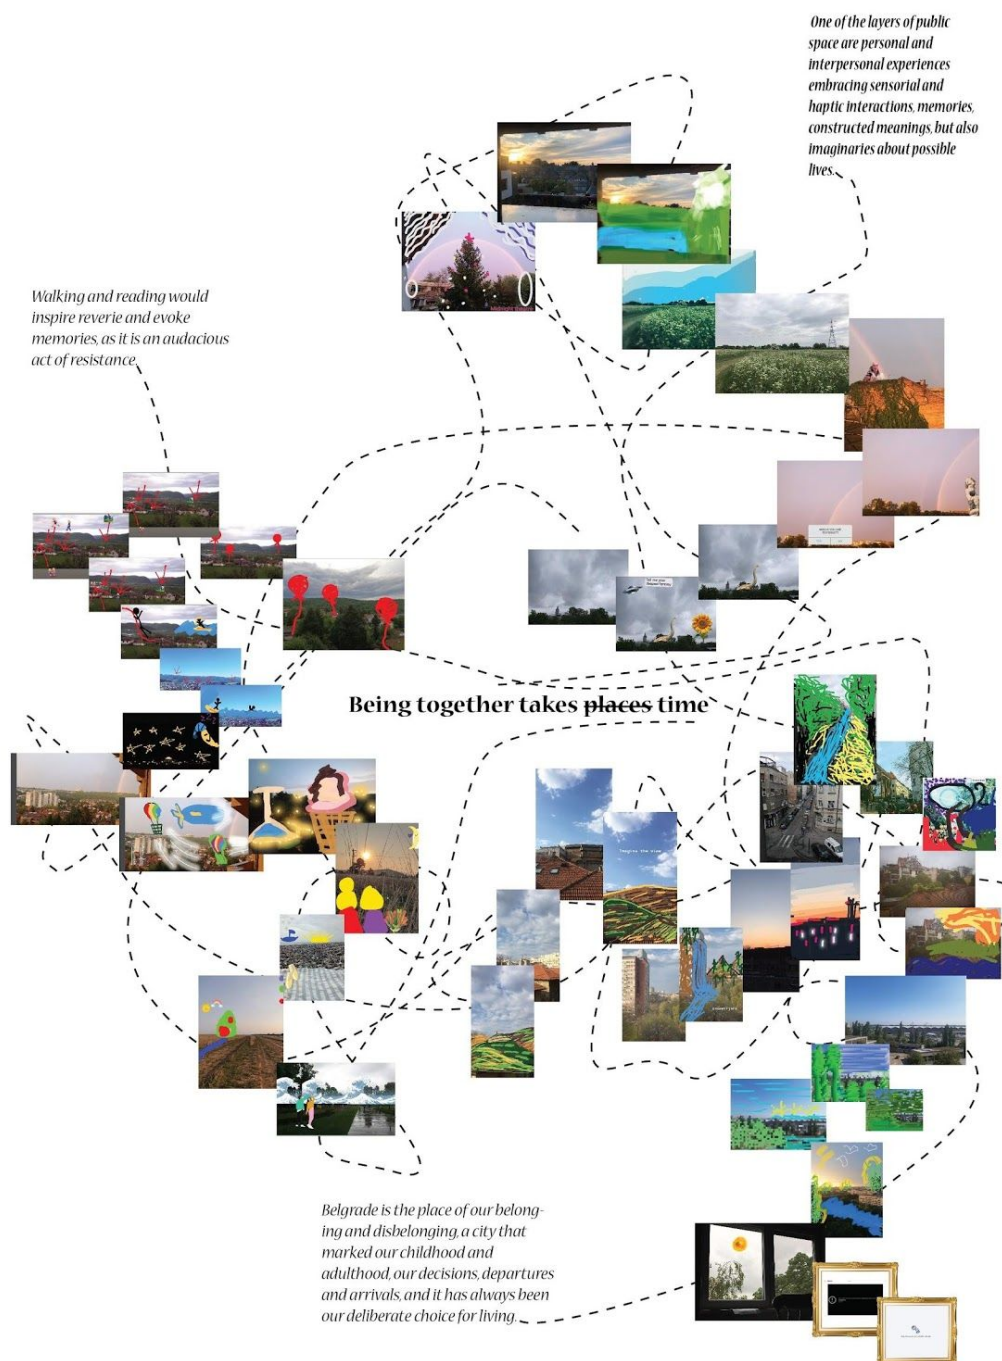 One of the layers of public
space are personal and
interpersonal experiences
embracing sensorial and
haptic interactions, memories,
constructed meanings, but also
imaginaries about possible
lives.
Walking and reading would
inspire reverie and evoke
memories, as it is an audacious
act of resistance.
Being together takes places time
imagine the view
Belgrade is the place of our belong-
ing and disbelonging, a city that
marked our childhood and
adulthood, our decisions, departures
and arrivals, and it has always been
our deliberate choice for living.